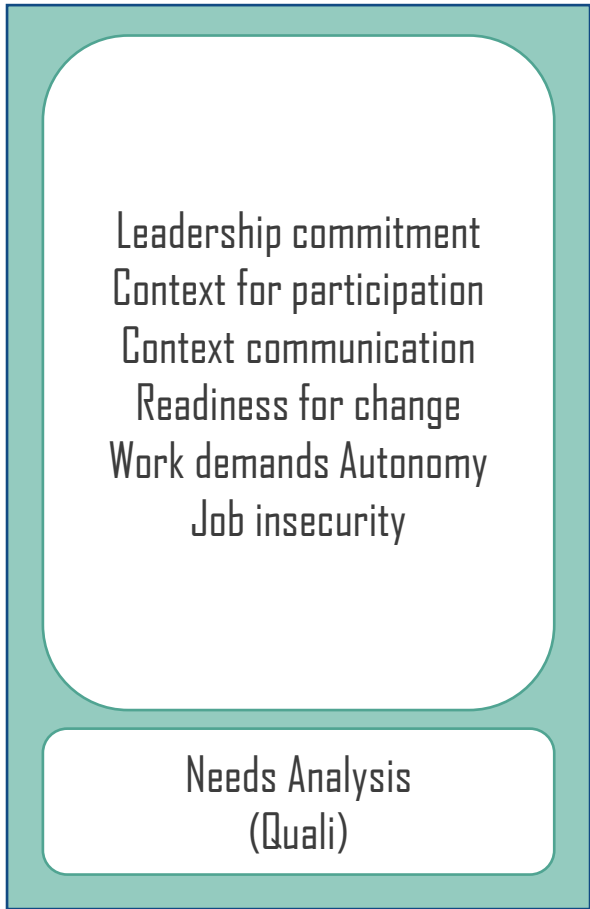 Leadership commitment
Context for participation
Context communication
Readiness for change
Work demands Autonomy
Job insecurity
Needs Analysis
(Quali)